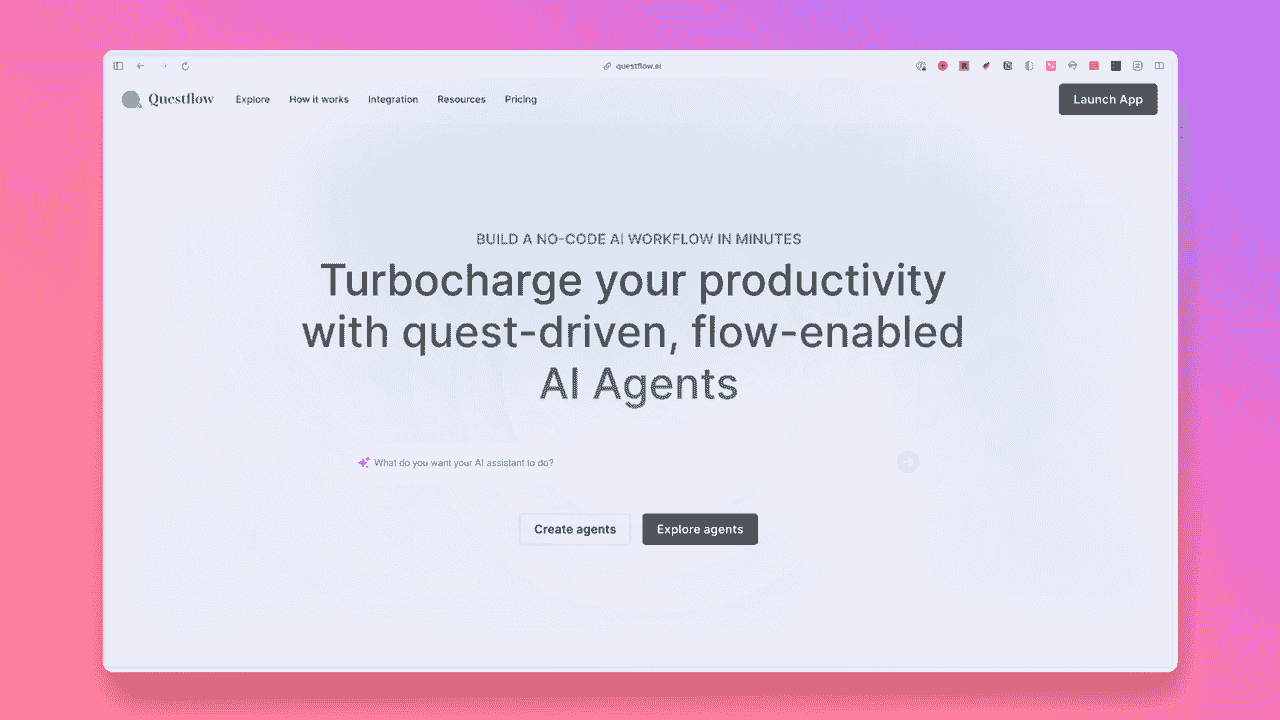 questflow.ai
Questflow Explore How it works Integration Resources Pricing Launch App
BUILD A NO-CODE AI WORKFLOW IN MINUTES
Turbocharge your productivity
with quest-driven, flow-enabled
AI Agents
What do you want your AI assistant to do?
Create agents Explore agents